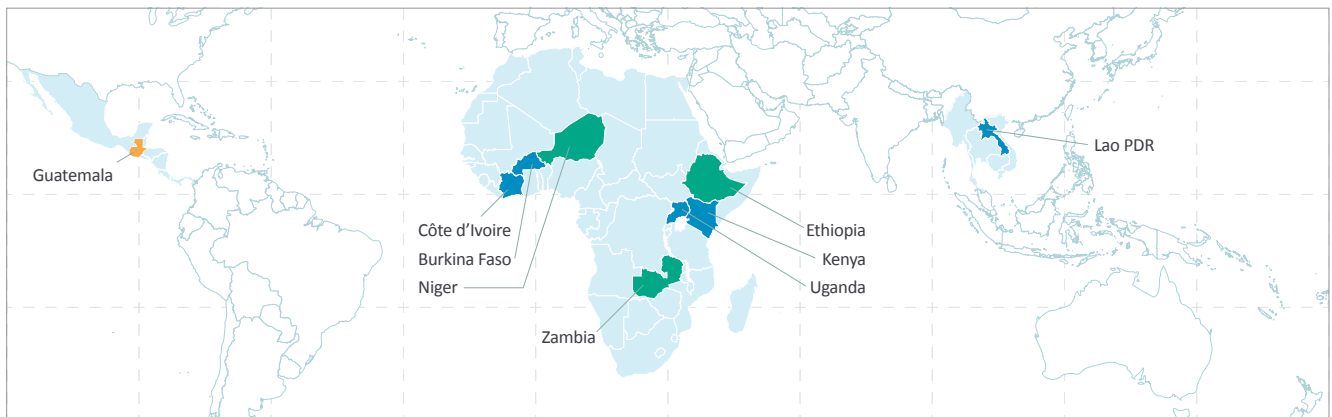 Guatemala
Côte d’Ivoire
Burkina Faso
Niger
Zambia
Ethiopia
Kenya
Uganda
Lao PDR